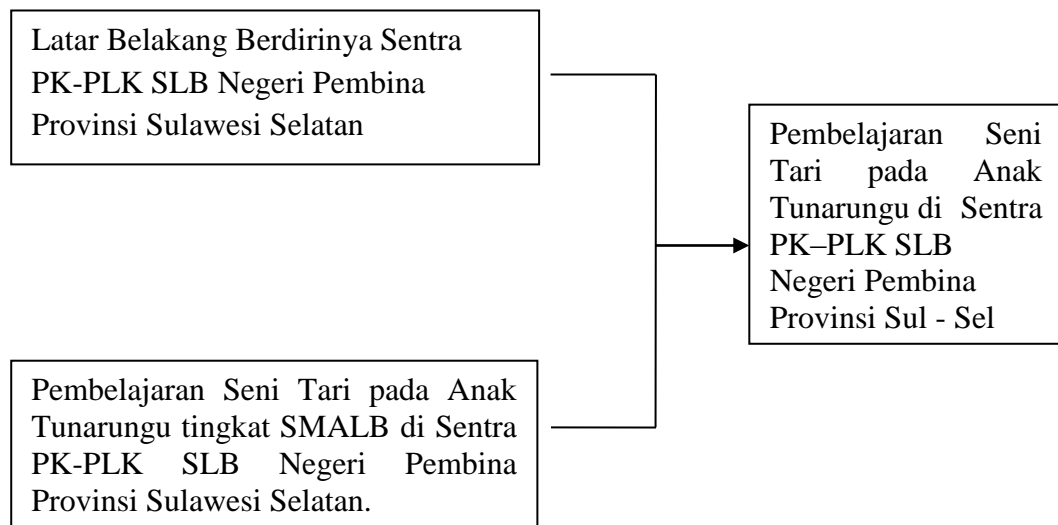 Latar Belakang Berdirinya Sentra
PK-PLK SLB Negeri Pembina
Provinsi Sulawesi Selatan
Pembelajaran Seni Tari pada Anak
Tunarungu tingkat SMALB di Sentra
PK-PLK SLB Negeri Pembina
Provinsi Sulawesi Selatan.
Pembelajaran Seni
Tari pada Anak
Tunarungu di Sentra
PK–PLK SLB
Negeri Pembina
Provinsi Sul - Sel